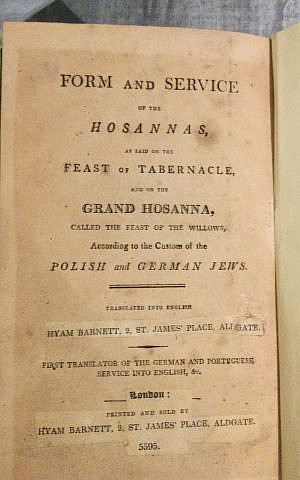 FORM AND SERVICE
OF THE
HOSANNAS,
AS SAID ON THE
FEAST OF TABERNACLE,
AND ON THE
GRAND HOSANNA,
CALLED THE FEAST OF THE WILLOWS,
According to the Custom of the
POLISH and GERMAN JEWS.
TRANSLATED INTO ENGLISH
HYAM BARNETT, 2, ST. JAMES' PLACE, ALDGATE.
FIRST TRANSLATOR OF THE GERMAN AND PORTUGUESE
SERVICE INTO ENGLISH, &c.
London:
PRINTED AND SOLD BY
HYAM BARNETT, 2, ST. JAMES' PLACE, ALDGATE.
5595.